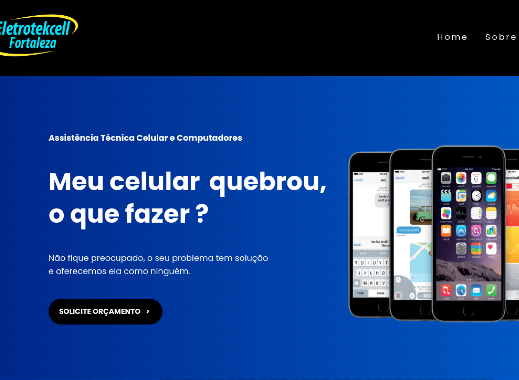 Eletrotekcell
Fortaleza
Home
Sobre
Assistência Técnica Celular e Computadores
Meu celular quebrou,
o que fazer ?
Não fique preocupado, o seu problema tem solução
e oferecemos ela como ninguém.
SOLICITE ORÇAMENTO ›